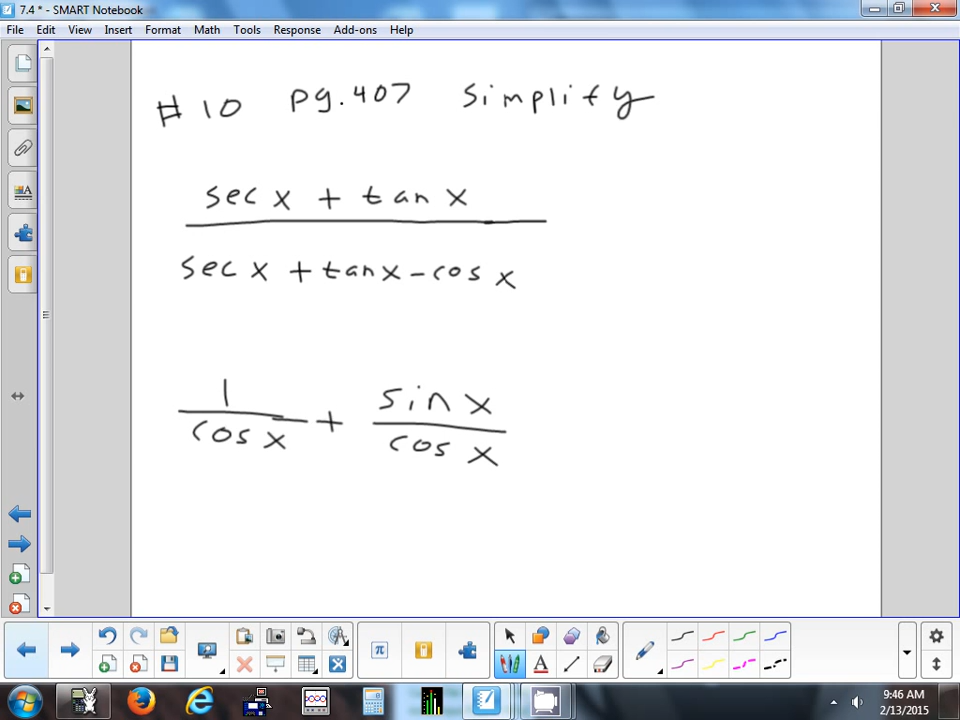 7.4 * - SMART Notebook
File Edit View Insert Format Math Tools Response Add-ons Help
# 10 pg. 407 Simplify
sec x + tan x
sec x + tan x - cos x
1 sin x
+
cos x cos x
π
A
9:46 AM
2/13/2015